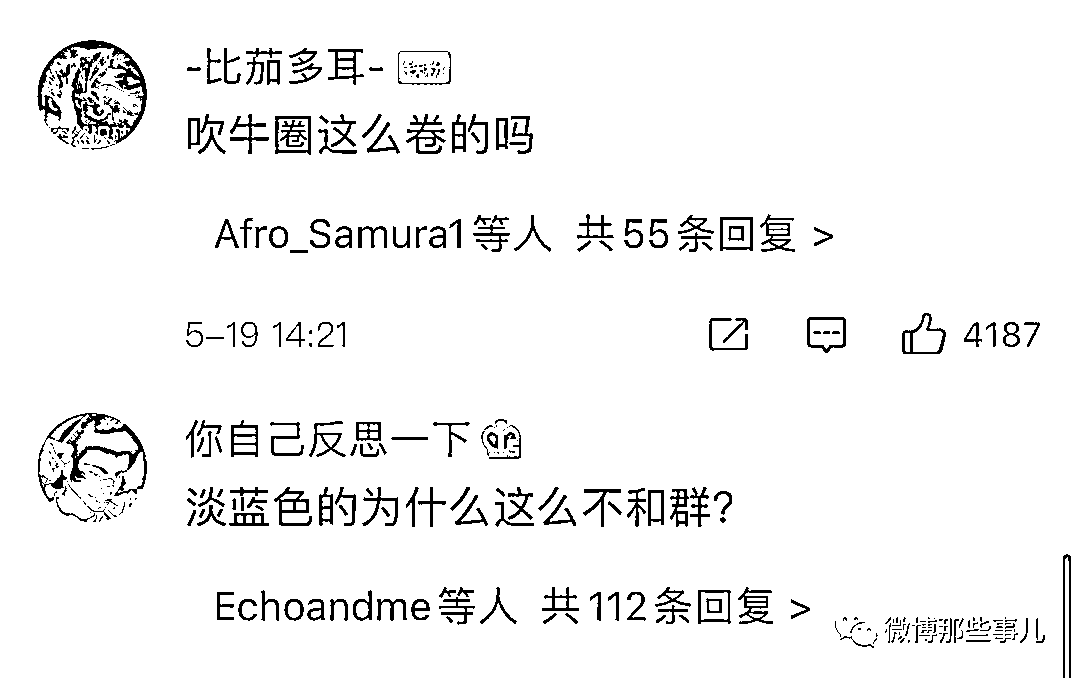 -比茄多耳-
吹牛圈这么卷的吗
Afro_Samura1等人 共55条回复 >
5-19 14:21
4187
你自己反思一下
淡蓝色的为什么这么不和群?
Echoandme等人 共112条回复 >
微博那些事儿